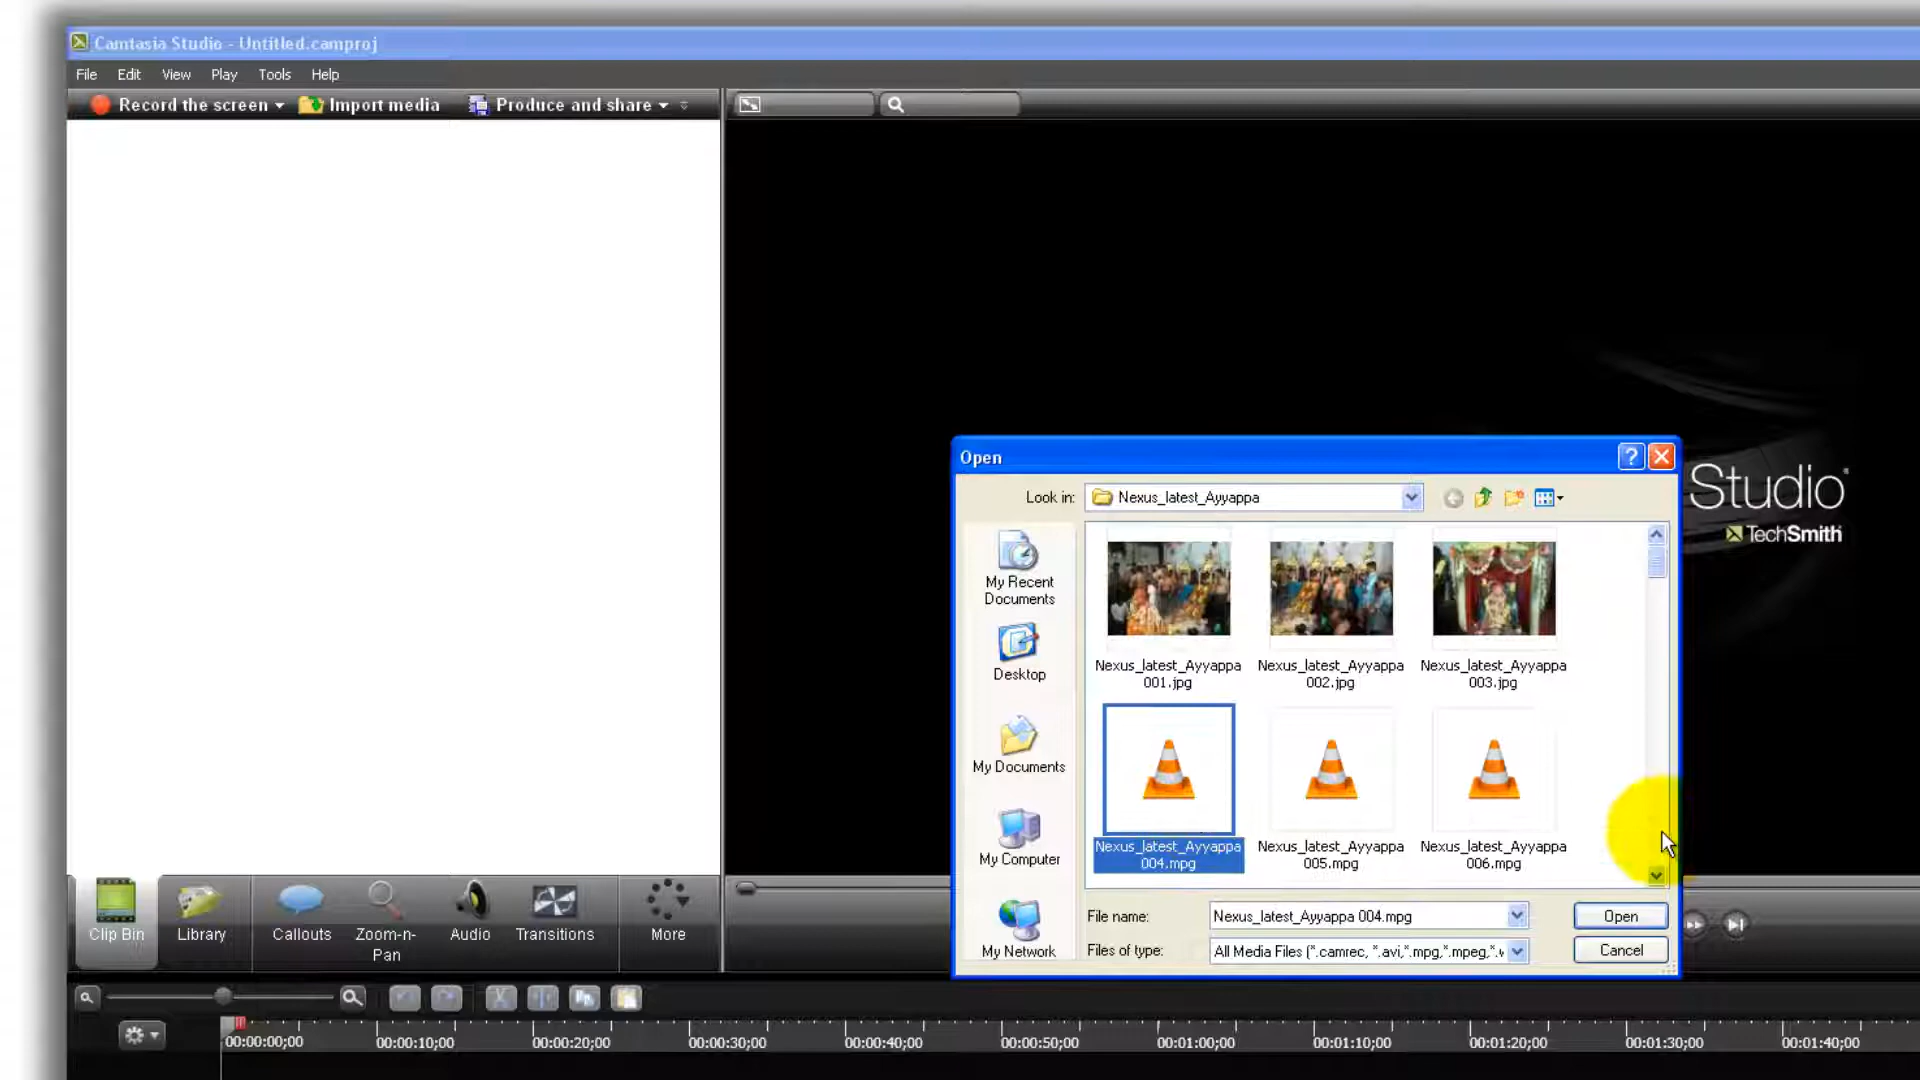 Camtasia Studio - Untitled.camproj
File Edit View Play Tools Help
Record the screen Import media Produce and share
Studio
TechSmith
Open
Look in: Nexus_latest_Ayyappa
My Recent
Documents
Desktop
My Documents
My Computer
My Network
Nexus_latest_Ayyappa
001.jpg
Nexus_latest_Ayyappa
002.jpg
Nexus_latest_Ayyappa
003.jpg
Nexus_latest_Ayyappa
004.mpg
Nexus_latest_Ayyappa
005.mpg
Nexus_latest_Ayyappa
006.mpg
File name: Nexus_latest_Ayyappa 004.mpg Open
Files of type: All Media Files (*.camrec, *.avi,*.mpg,*.mpeg,*. Cancel
Clip Bin
Library
Callouts
Zoom-n-
Pan
Audio
Transitions
More
00:00:00;00 00:00:10;00 00:00:20;00 00:00:30;00 00:00:40;00 00:00:50;00 00:01:00;00 00:01:10;00 00:01:20;00 00:01:30;00 00:01:40;00